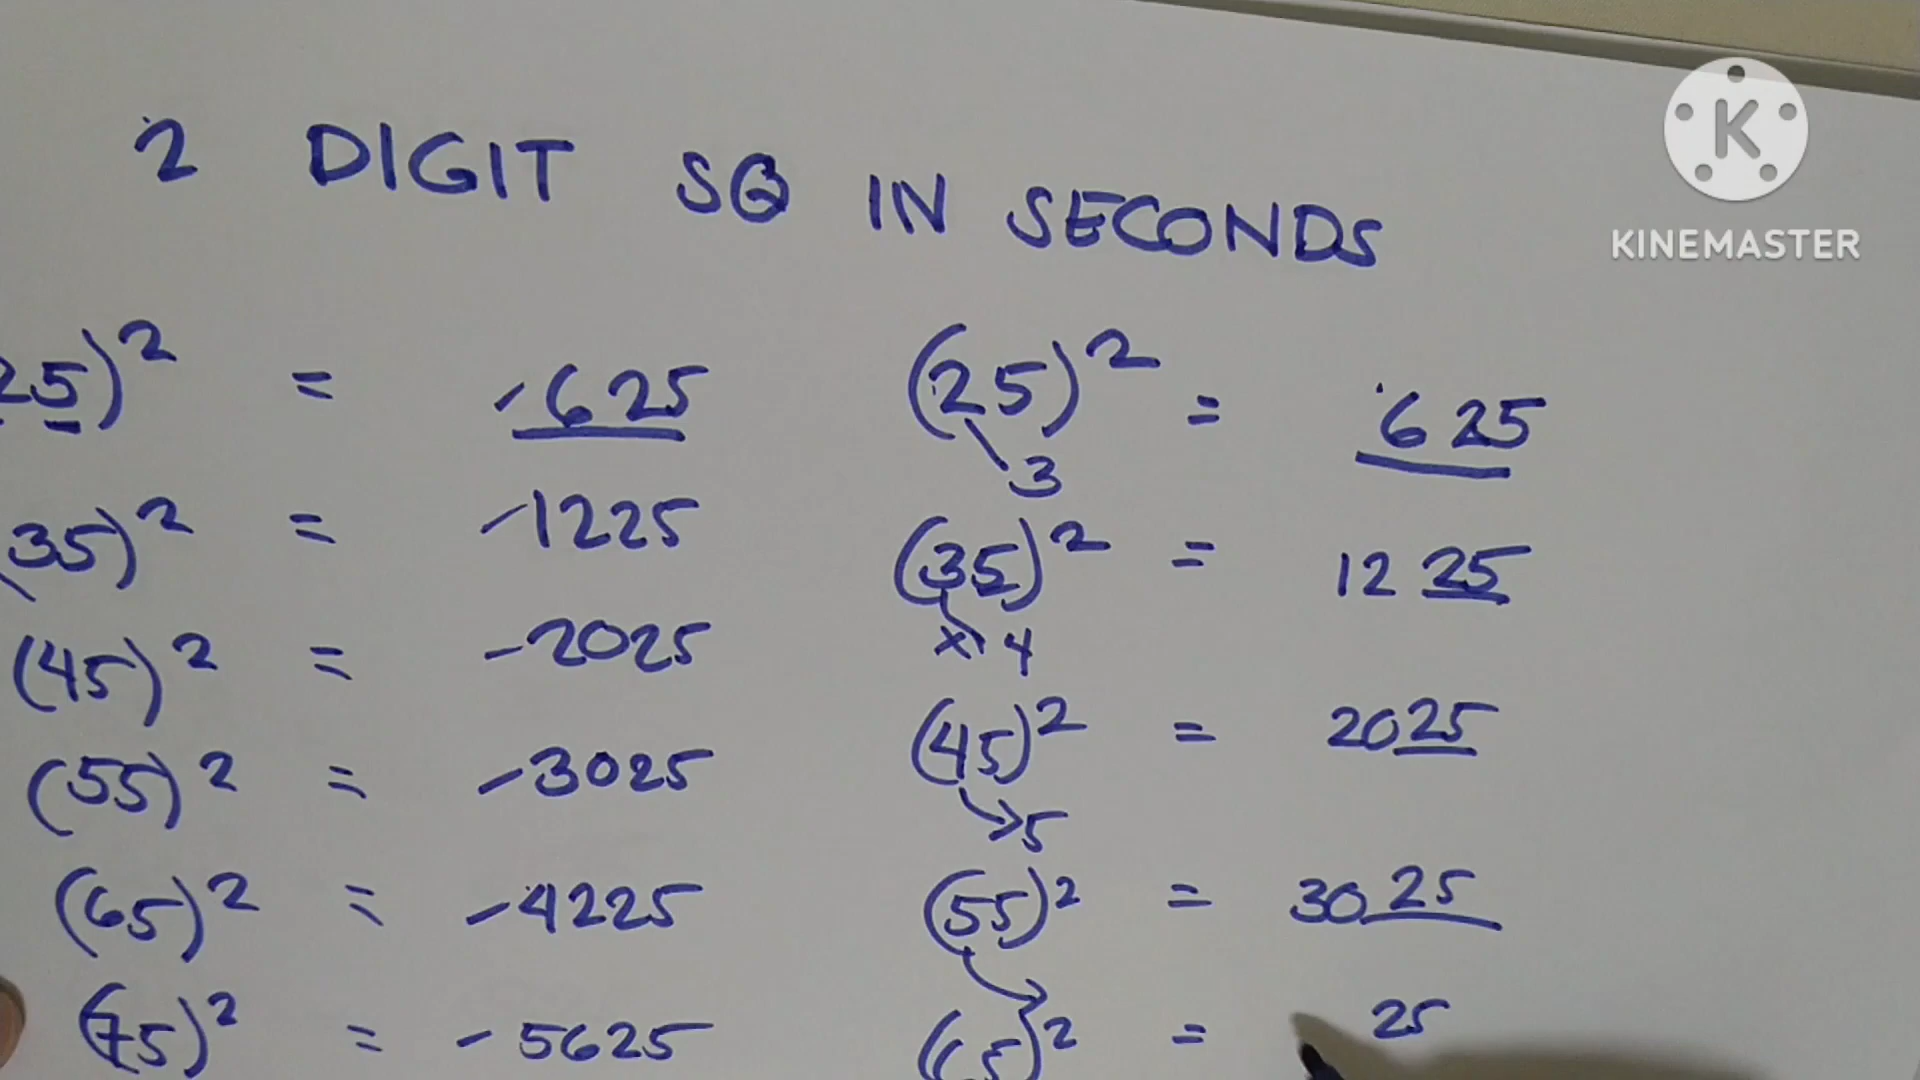 2 DIGIT SQ IN SECONDS
K
KINEMASTER
25)² = -625
(35)² = -1225
(45)² = -2025
(55)² = -3025
(65)² = -4225
(75)² = -5625
(25)² = 625
3
(35)² = 1225
x 4
(45)² = 2025
5
(55)² = 3025
(65)² = 25